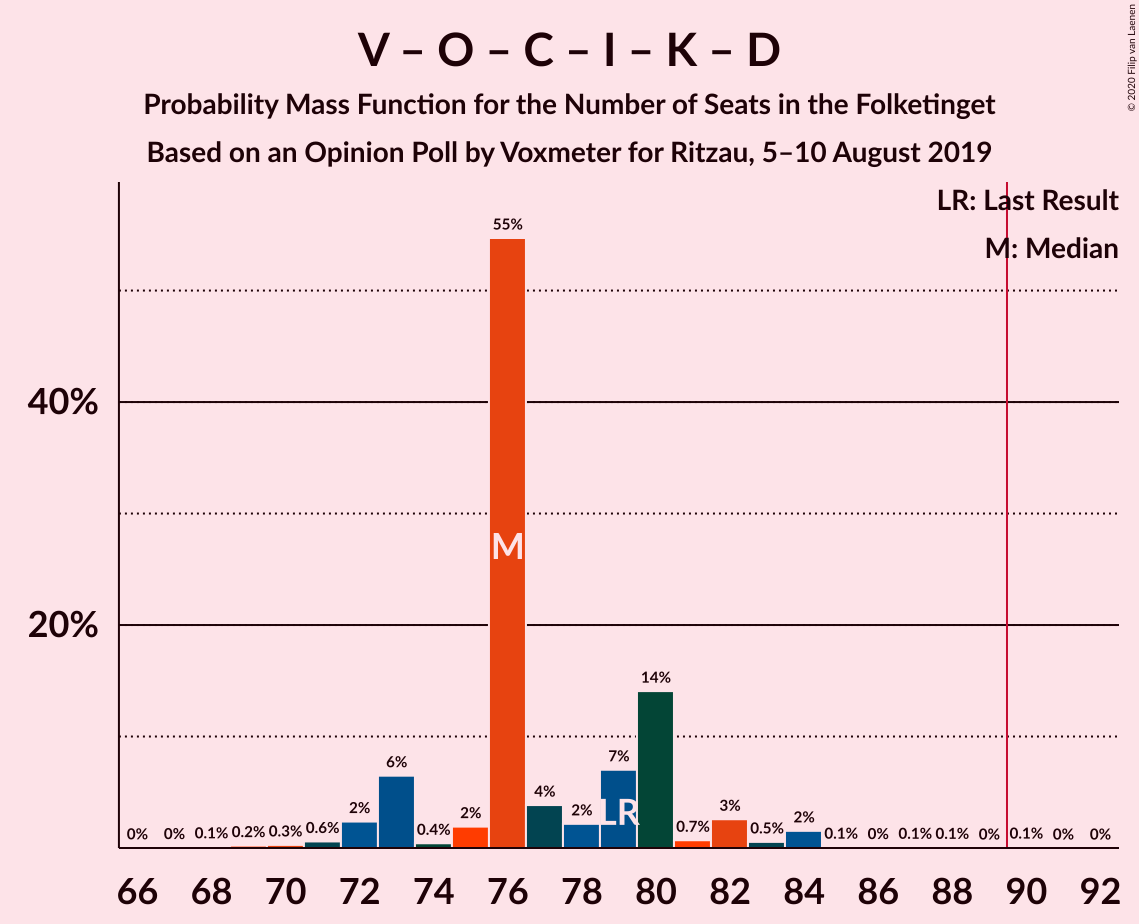 V – O – C – I – K – D
Probability Mass Function for the Number of Seats in the Folketinget
Based on an Opinion Poll by Voxmeter for Ritzau, 5–10 August 2019
© 2020 Filip van Laenen
LR: Last Result
M: Median
55%
40%
M
20%
14%
7%
6%
4%
LR
3%
2%
2%
2%
2%
0% 0% 0.1% 0.2% 0.3% 0.6% 0.4% 0.7% 0.5% 0.1% 0% 0.1% 0.1% 0% 0.1% 0% 0%
66 68 70 72 74 76 78 80 82 84 86 88 90 92